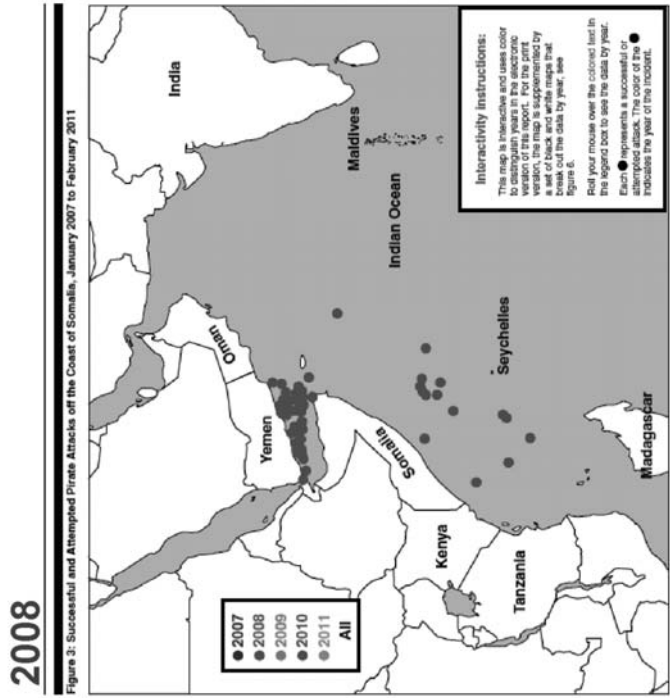 2008
Figure 3: Successful and Attempted Pirate Attacks off the Coast of Somalia, January 2007 to February 2011
2007
2008
2009
2010
2011
All
Yemen
Oman
India
Somalia
Kenya
Tanzania
Maldives
Indian Ocean
Seychelles
Madagascar
Interactivity instructions:
This map is interactive and uses color
to distinguish years in the electronic
version of this report. For the print
version, the map is supplemented by
a set of black and white maps that
break out the data by year, see
figure 6.
Roll your mouse over the colored text in
the legend box to see the data by year.
Each ● represents a successful or
attempted attack. The color of the ●
indicates the year of the incident.